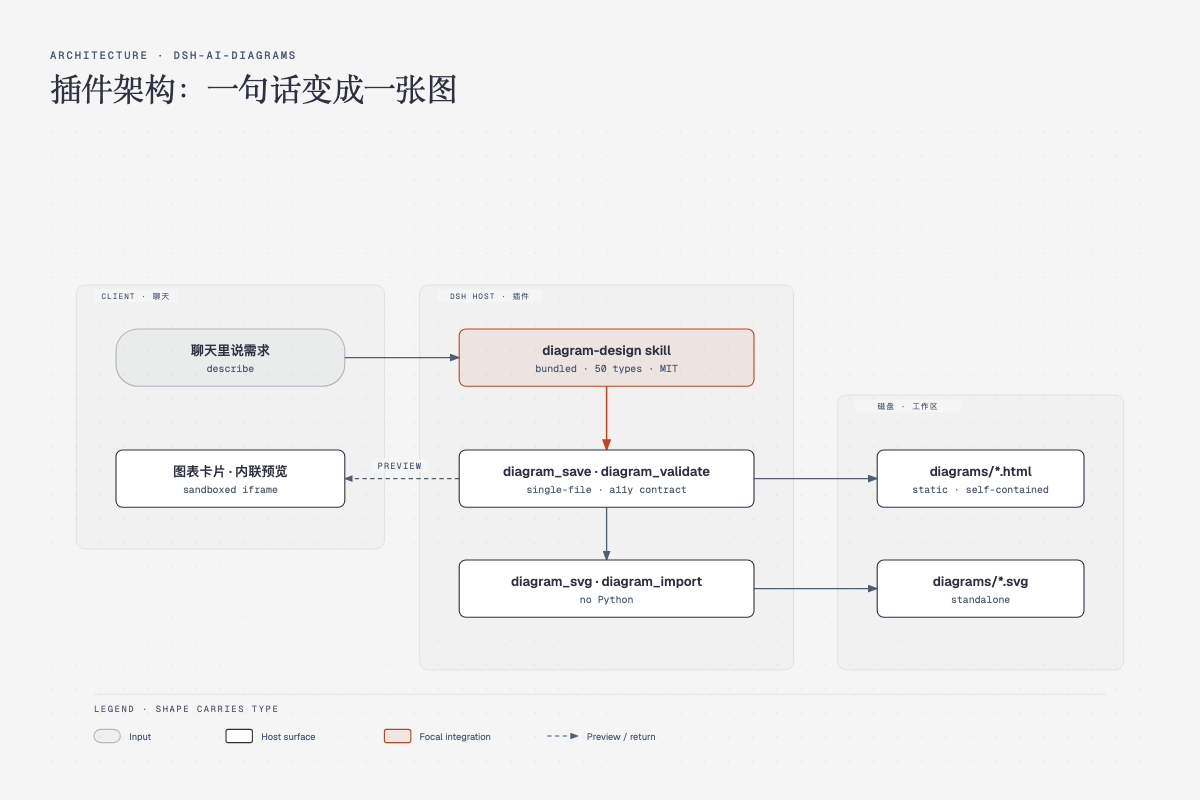 ARCHITECTURE · DSH-AI-DIAGRAMS
插件架构：一句话变成一张图
CLIENT · 聊天
聊天里说需求
describe
图表卡片 · 内联预览
sandboxed iframe
PREVIEW
DSH HOST · 插件
diagram-design skill
bundled · 50 types · MIT
diagram_save · diagram_validate
single-file · a11y contract
diagram_svg · diagram_import
no Python
磁盘 · 工作区
diagrams/*.html
static · self-contained
diagrams/*.svg
standalone
LEGEND · SHAPE CARRIES TYPE
Input
Host surface
Focal integration
Preview / return